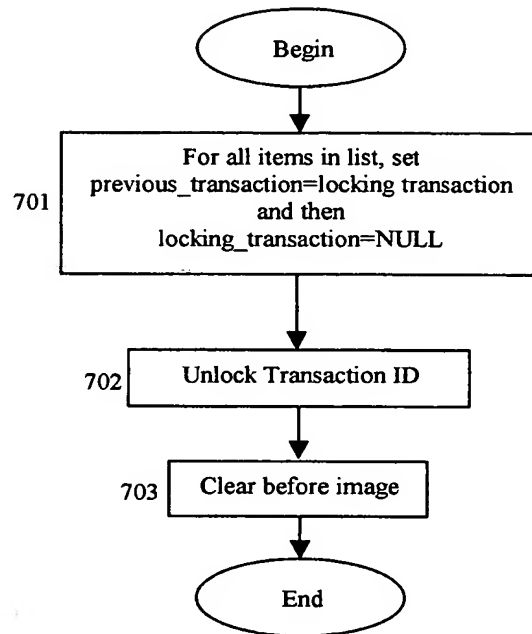 Begin
701
For all items in list, set
previous_transaction=locking transaction
and then
locking_transaction=NULL
702
Unlock Transaction ID
703
Clear before image
End